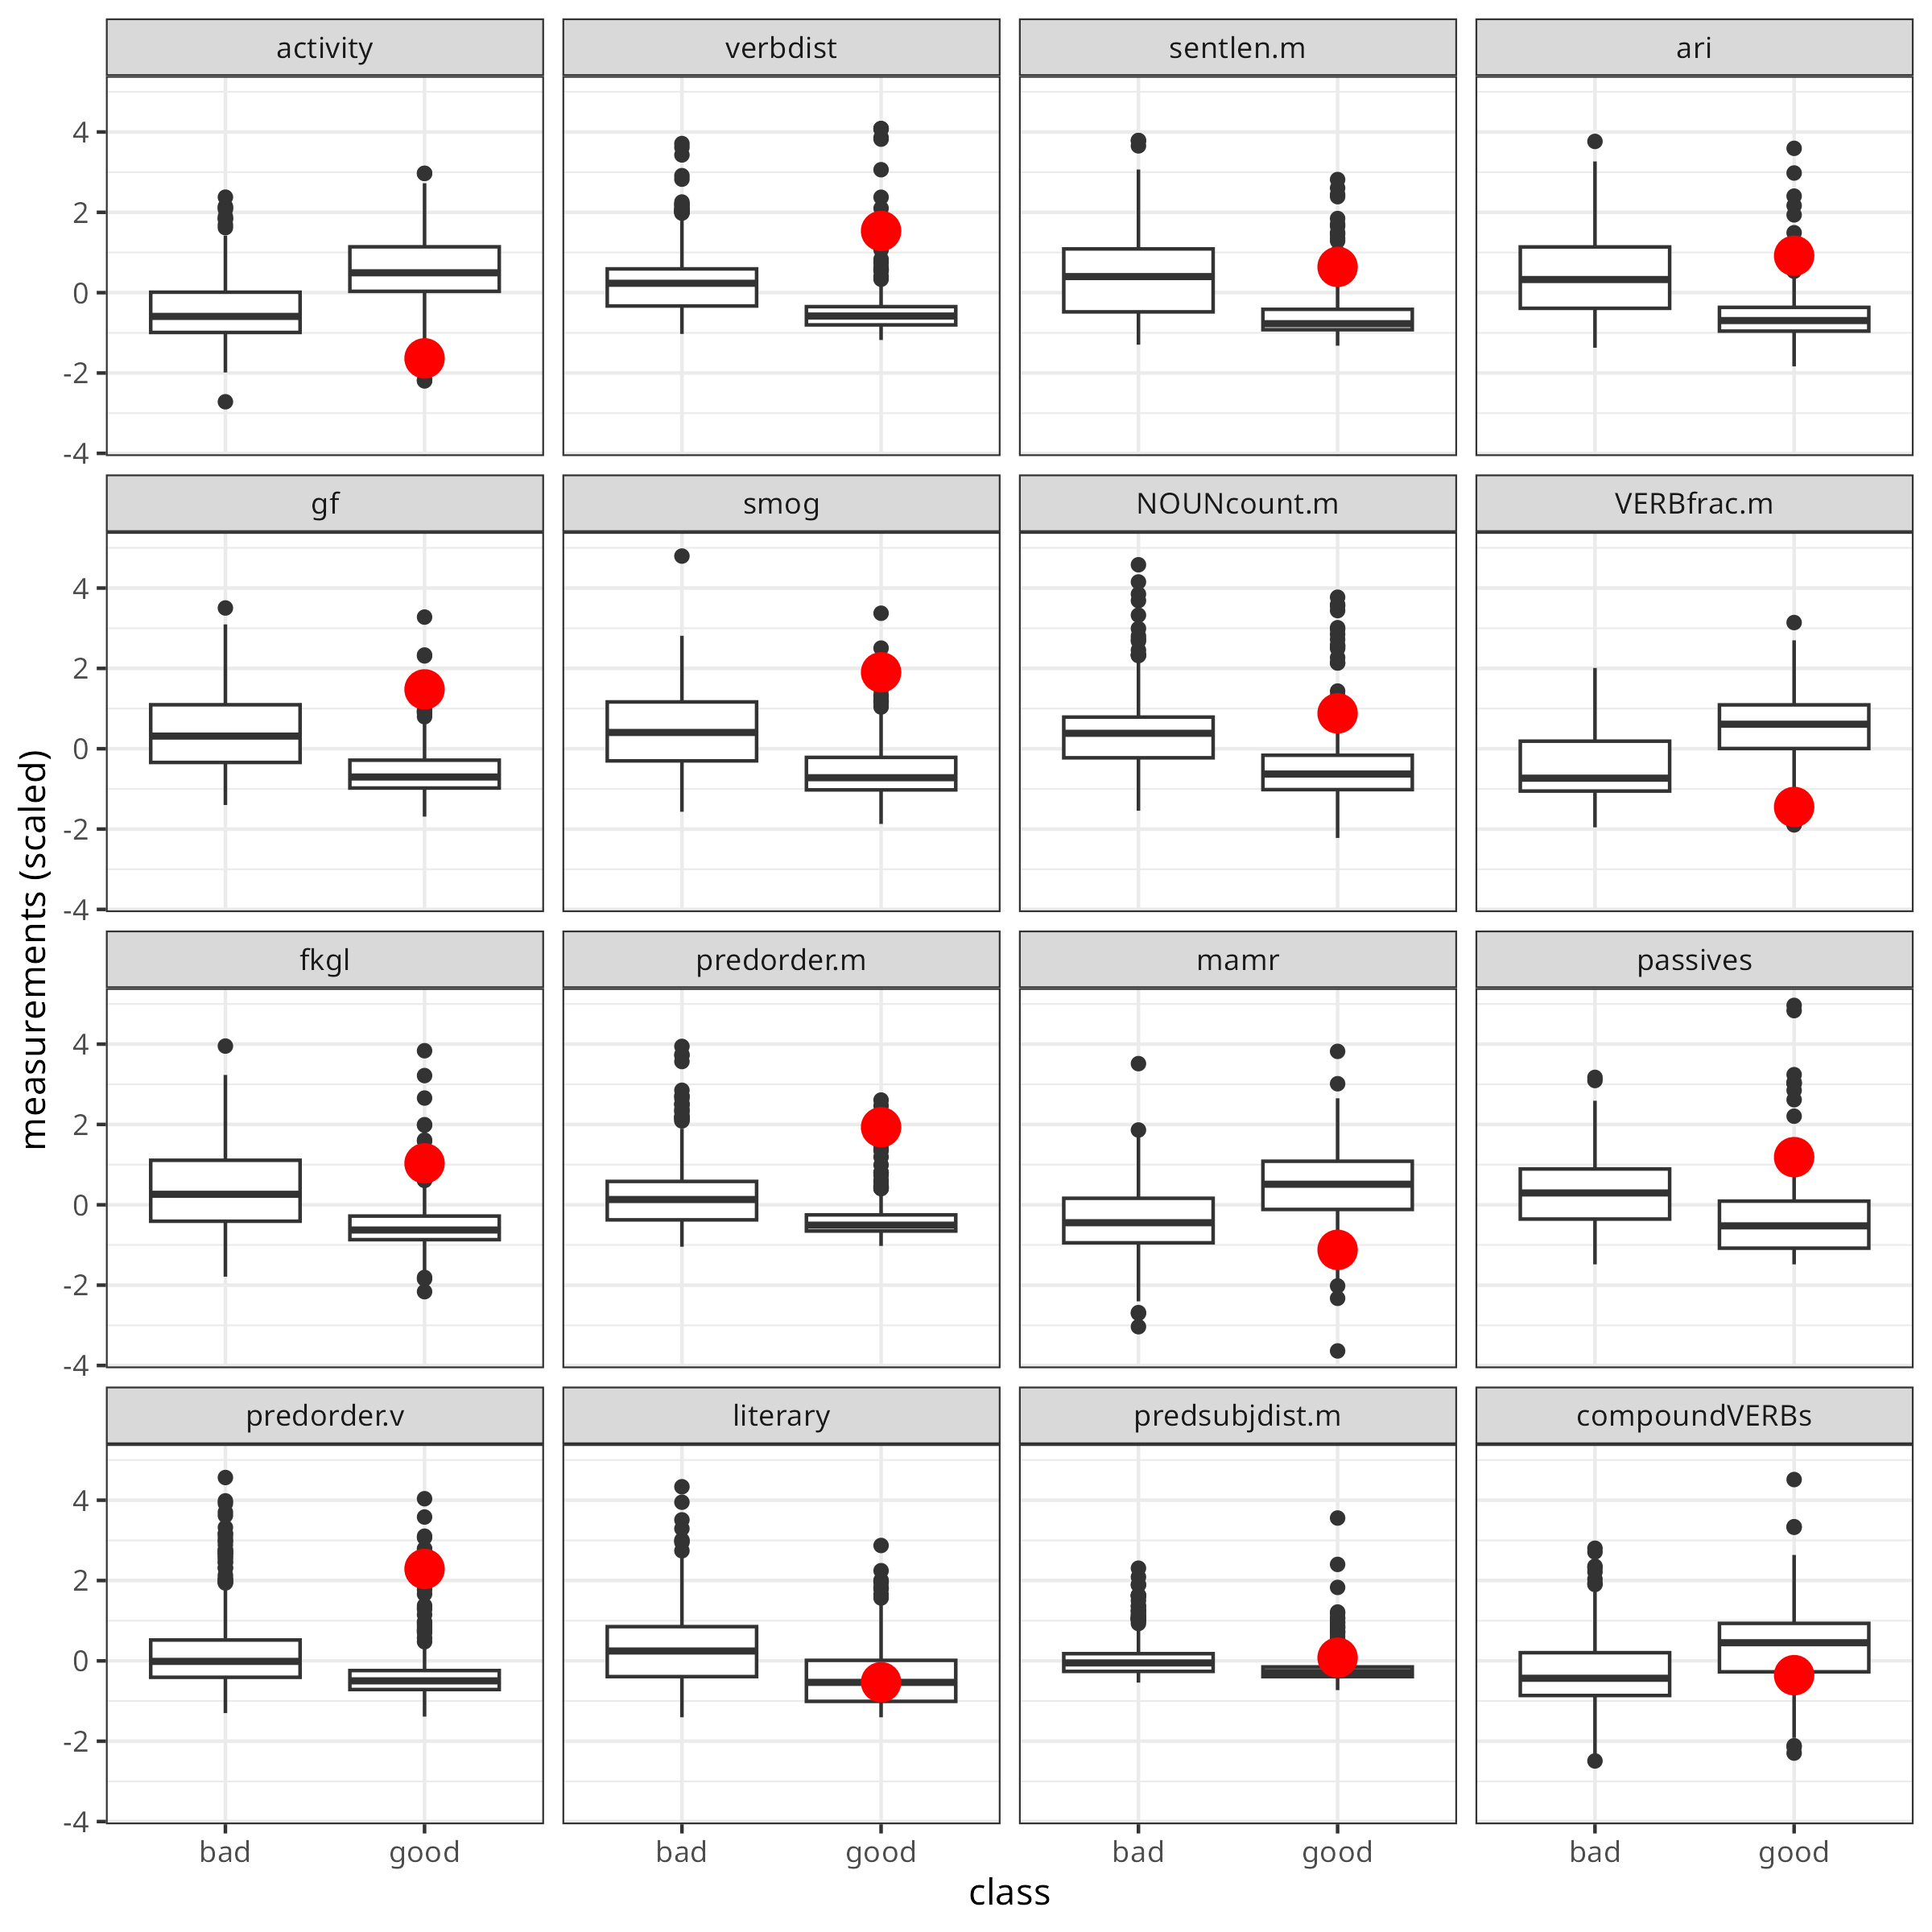 activity verbdist sentlen.m ari
4
2
0
-2
-4
gf smog NOUNcount.m VERBfrac.m
4
2
0
-2
-4
fkgl predorder.m mamr passives
4
2
0
-2
-4
predorder.v literary predsubjdist.m compoundVERBs
4
2
0
-2
-4
measurements (scaled)
bad good bad good bad good bad good
class